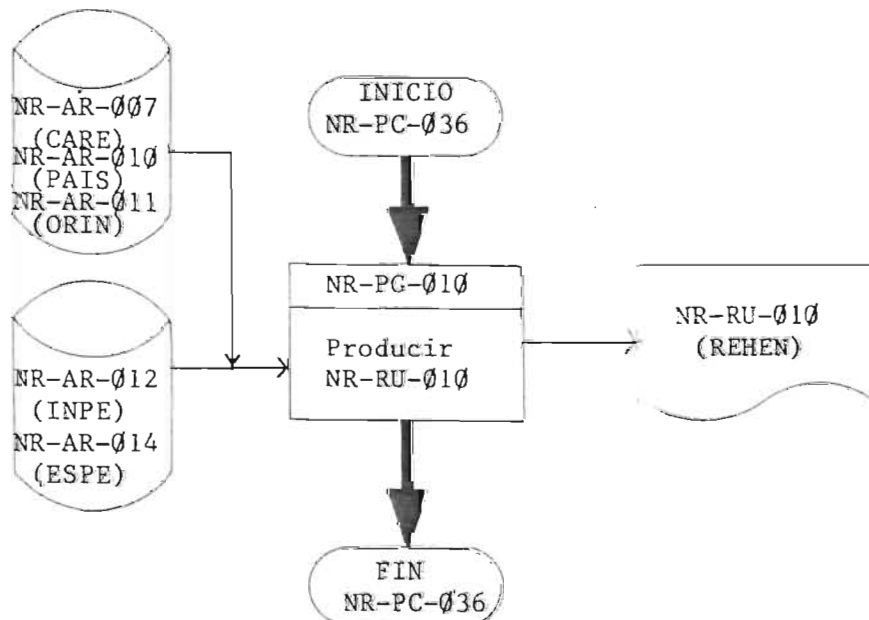 NR-AR-Ø07
(CARE)
NR-AR-Ø1Ø
(PAIS)
NR-AR-Ø11
(ORIN)
NR-AR-Ø12
(INPE)
NR-AR-Ø14
(ESPE)
INICIO
NR-PC-Ø36
NR-PG-Ø1Ø
Producir
NR-RU-Ø1Ø
FIN
NR-PC-Ø36
NR-RU-Ø1Ø
(REHEN)